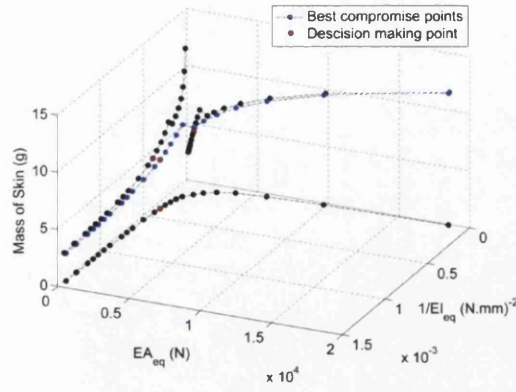 Best compromise points
Descision making point
15
10
5
0
Mass of Skin (g)
0
0.5
1
1.5
2
EA_eq (N)
x 10^4
0
0.5
1
1.5
1/EI_eq (N.mm)^-2
x 10^-3